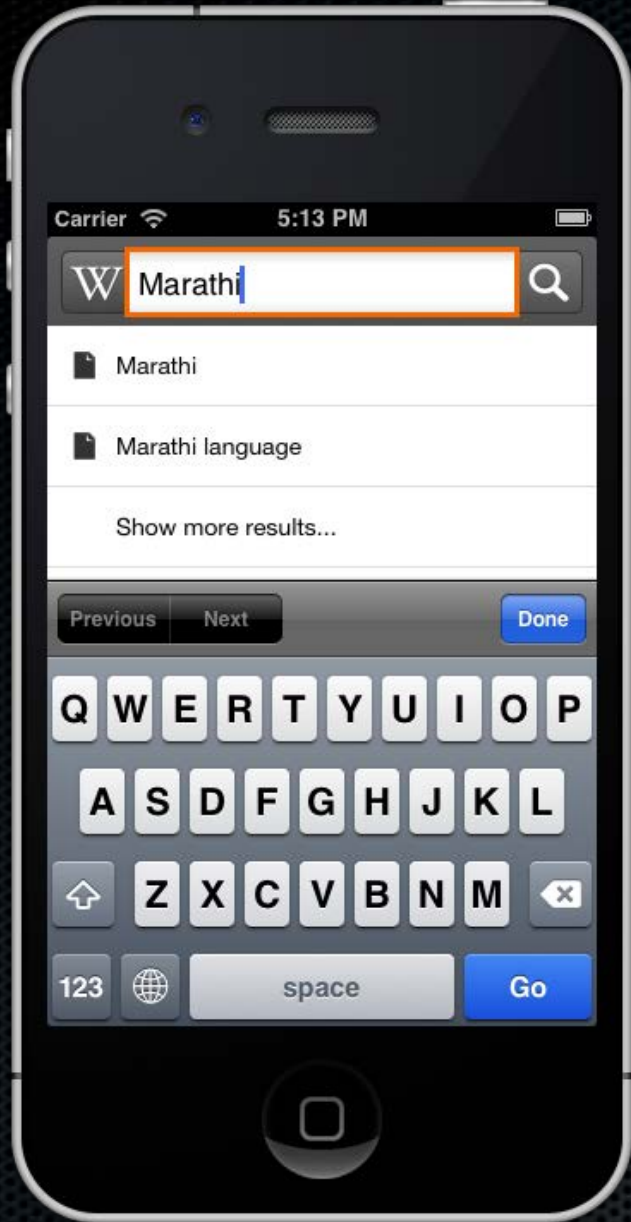 Carrier 5:13 PM
W Marathi
Marathi
Marathi language
Show more results...
Previous Next Done
Q W E R T Y U I O P
A S D F G H J K L
Z X C V B N M
123 space Go